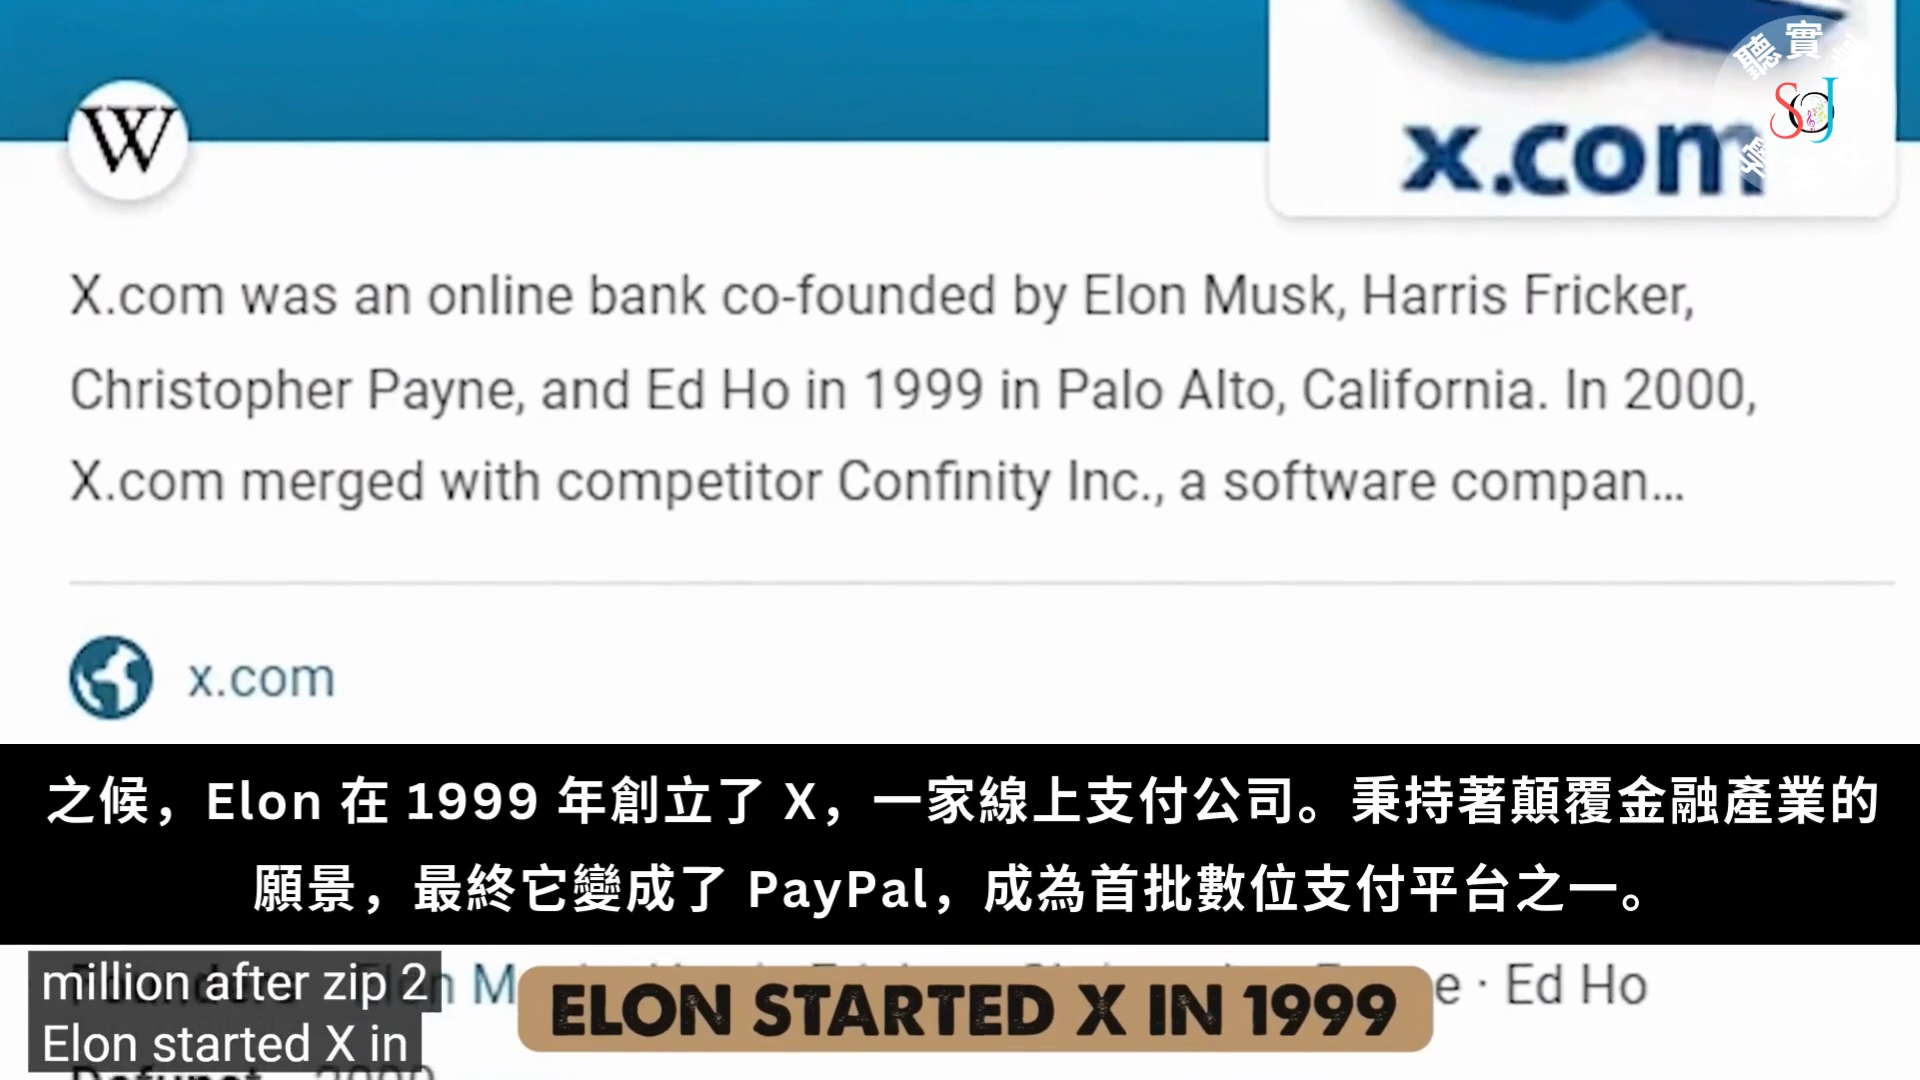 聽 實
SOJ
W
x.com
X.com was an online bank co-founded by Elon Musk, Harris Fricker,
Christopher Payne, and Ed Ho in 1999 in Palo Alto, California. In 2000,
X.com merged with competitor Confinity Inc., a software compan...
x.com
之候，Elon 在 1999 年創立了 X，一家線上支付公司。秉持著顛覆金融產業的
願景，最終它變成了 PayPal，成為首批數位支付平台之一。
million after zip 2
Elon started X in
ELON STARTED X IN 1999
e · Ed Ho